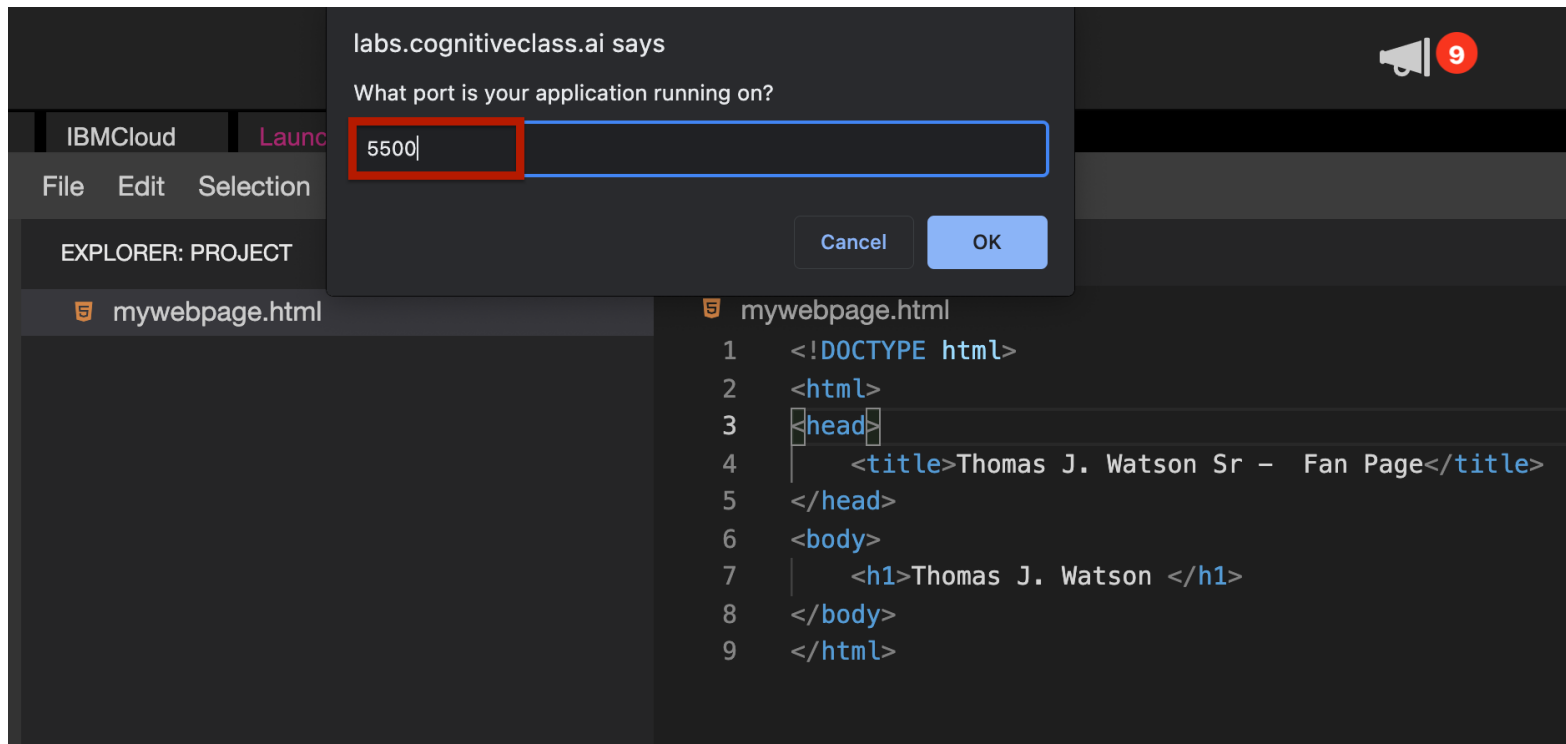 labs.cognitiveclass.ai says
9
What port is your application running on?
5500
Cancel OK
IBMCloud Launc
File Edit Selection
EXPLORER: PROJECT
mywebpage.html
mywebpage.html
1 <!DOCTYPE html>
2 <html>
3 <head>
4 <title>Thomas J. Watson Sr –  Fan Page</title>
5 </head>
6 <body>
7 <h1>Thomas J. Watson </h1>
8 </body>
9 </html>